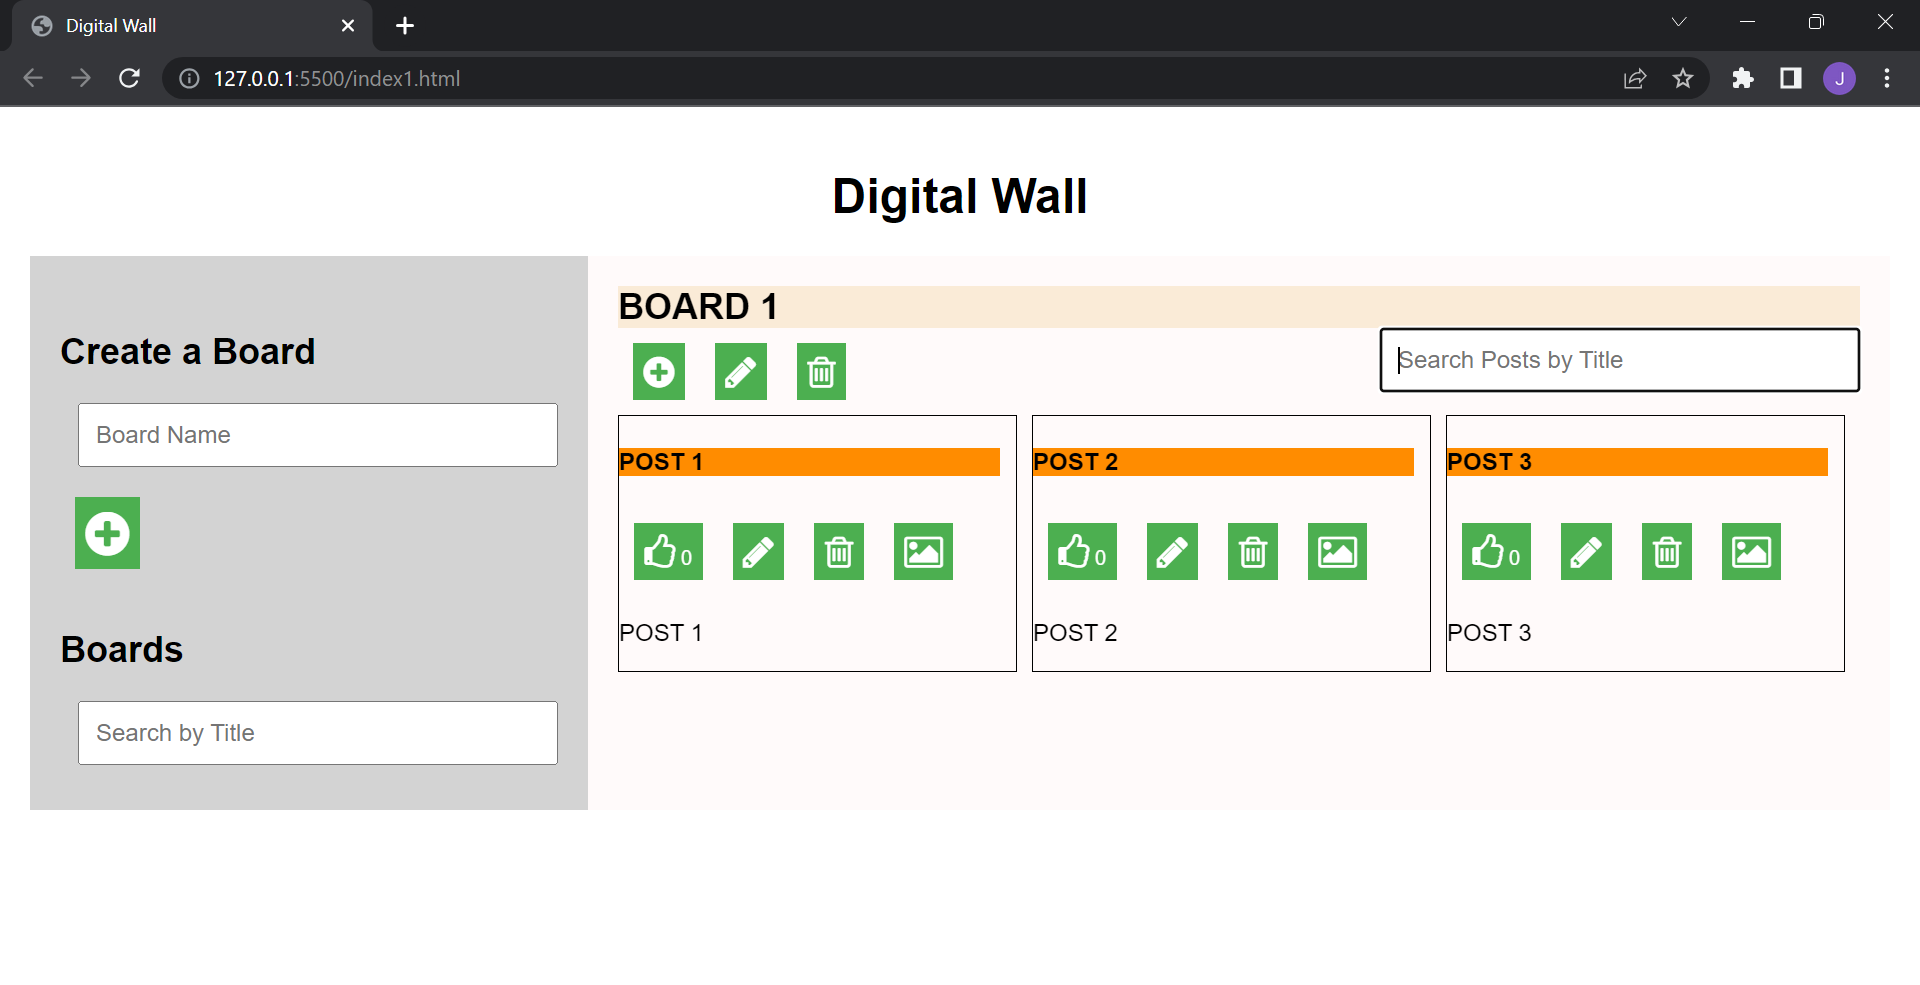 Digital Wall
127.0.0.1:5500/index1.html
J
Digital Wall
Create a Board
Board Name
Boards
Search by Title
BOARD 1
Search Posts by Title
POST 1
0
POST 1
POST 2
0
POST 2
POST 3
0
POST 3